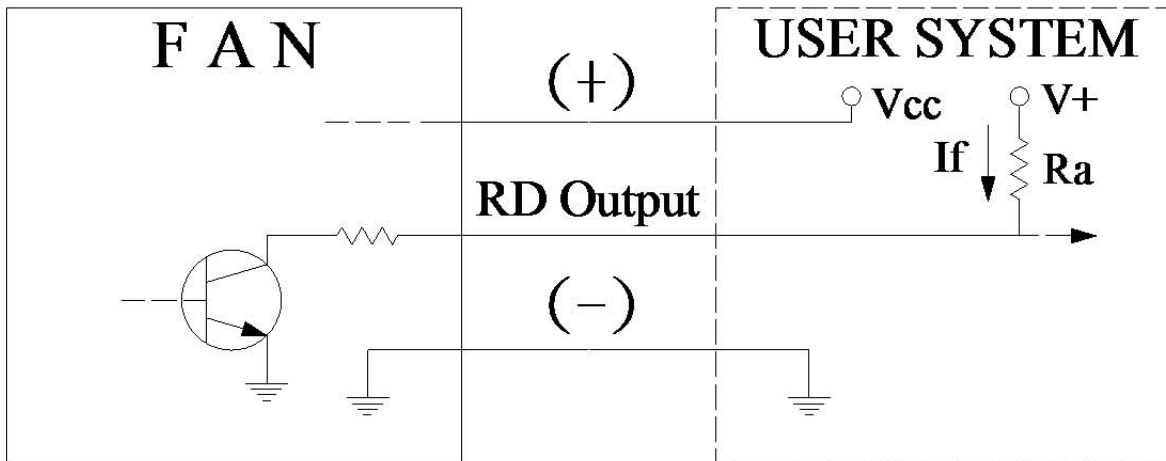 F A N
USER SYSTEM
(+)
Vcc
V+
If
Ra
RD Output
(−)